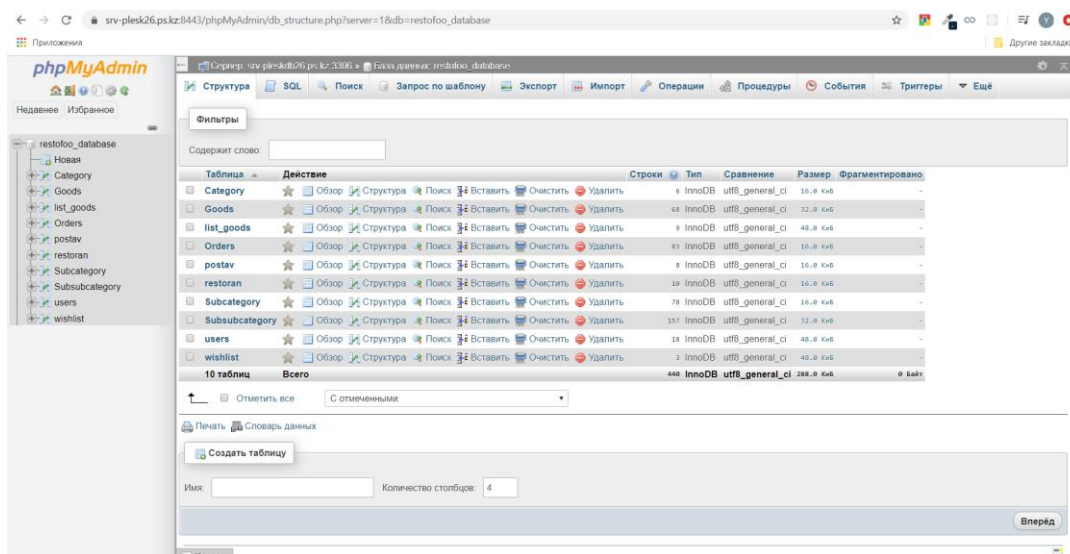 srv-plesk26.ps.kz:8443/phpMyAdmin/db_structure.php?server=1&db=restofoo_database
Приложения
Другие закладк
phpMyAdmin
Недавнее Избранное
restofoo_database
Новая
Category
Goods
list_goods
Orders
postav
restoran
Subcategory
Subsubcategory
users
wishlist
Сервер: srv-pleskdb26.ps.kz:3306 » База данных: restofoo_database
Структура SQL Поиск Запрос по шаблону Экспорт Импорт Операции Процедуры События Триггеры Ещё
Фильтры
Содержит слово:
Таблица Действие Строки Тип Сравнение Размер Фрагментировано
Category Обзор Структура Поиск Вставить Очистить Удалить 6 InnoDB utf8_general_ci 16.0 КиБ -
Goods Обзор Структура Поиск Вставить Очистить Удалить 68 InnoDB utf8_general_ci 32.0 КиБ -
list_goods Обзор Структура Поиск Вставить Очистить Удалить 9 InnoDB utf8_general_ci 48.0 КиБ -
Orders Обзор Структура Поиск Вставить Очистить Удалить InnoDB utf8_general_ci 16.0 КиБ -
postav Обзор Структура Поиск Вставить Очистить Удалить 8 InnoDB utf8_general_ci 16.0 КиБ -
restoran Обзор Структура Поиск Вставить Очистить Удалить 10 InnoDB utf8_general_ci 16.0 КиБ -
Subcategory Обзор Структура Поиск Вставить Очистить Удалить 78 InnoDB utf8_general_ci 16.0 КиБ -
Subsubcategory Обзор Структура Поиск Вставить Очистить Удалить 157 InnoDB utf8_general_ci 32.0 КиБ -
users Обзор Структура Поиск Вставить Очистить Удалить 18 InnoDB utf8_general_ci 48.0 КиБ -
wishlist Обзор Структура Поиск Вставить Очистить Удалить 3 InnoDB utf8_general_ci 48.0 КиБ -
10 таблиц Всего 440 InnoDB utf8_general_ci 288.0 КиБ 0 Байт
Отметить все С отмеченными
Печать Словарь данных
Создать таблицу
Имя: Количество столбцов: 4
Вперёд